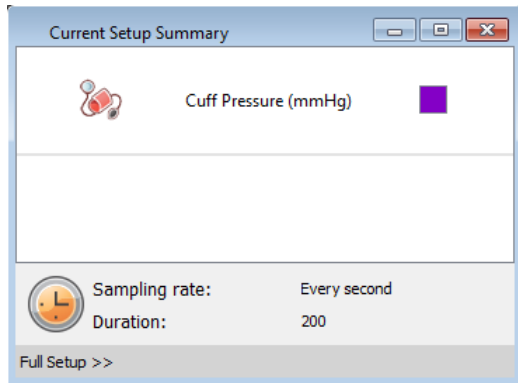 Current Setup Summary
Cuff Pressure (mmHg)
Sampling rate: Every second
Duration: 200
Full Setup >>